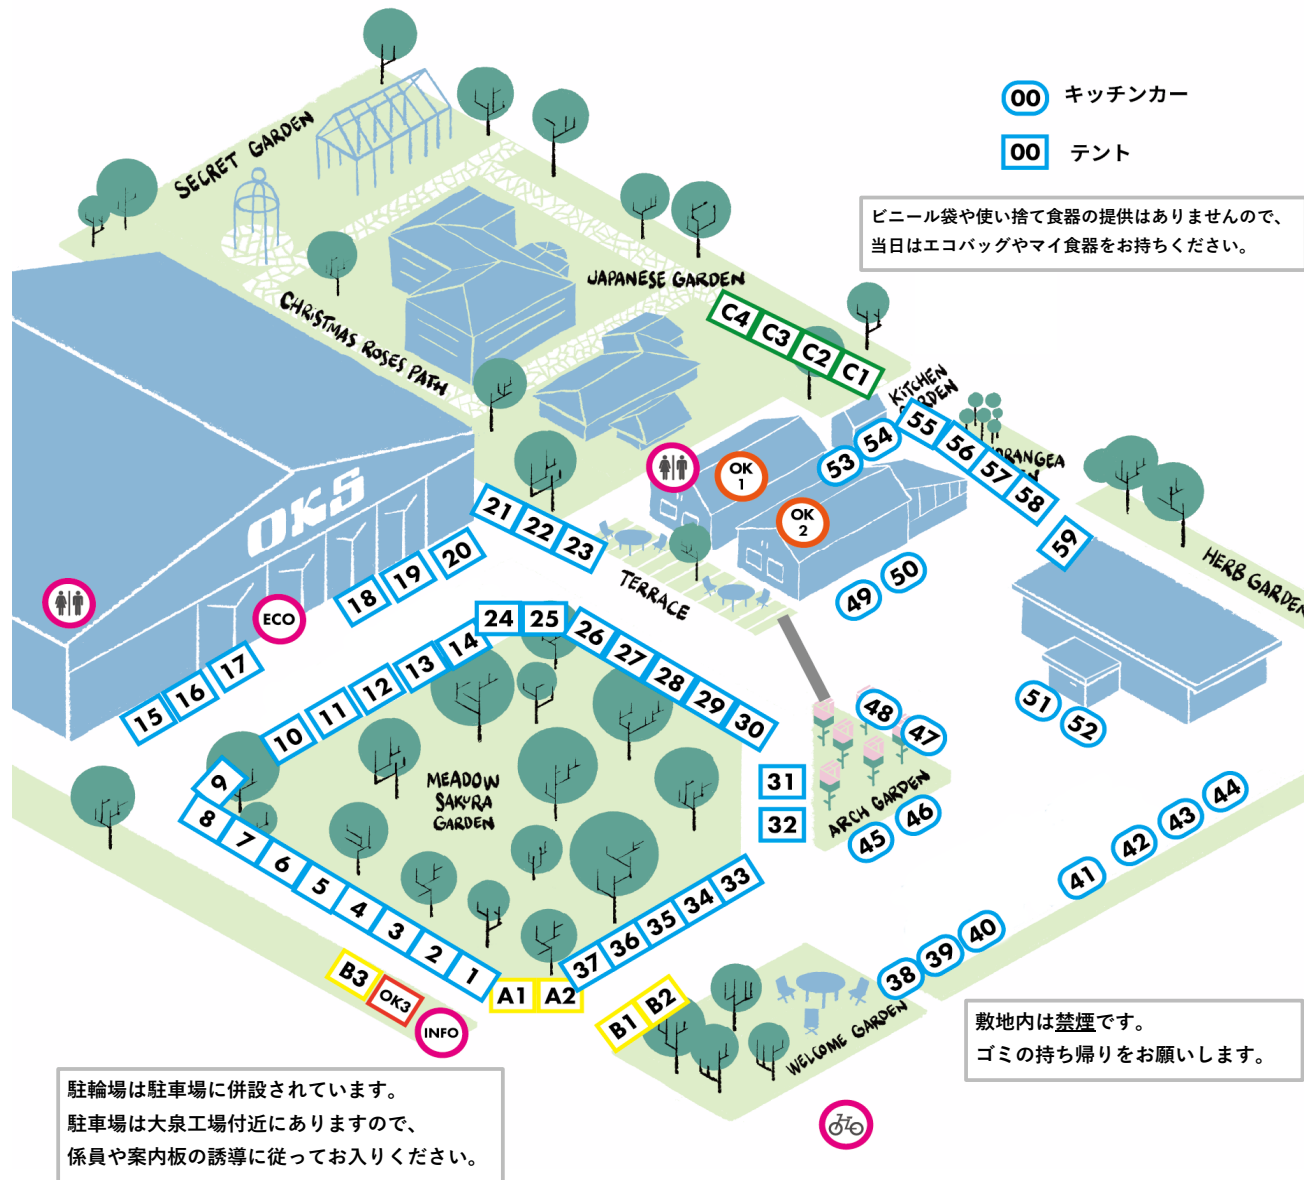 00 キッチンカー
00 テント
ビニール袋や使い捨て食器の提供はありませんので、
当日はエコバッグやマイ食器をお持ちください。
SECRET GARDEN
JAPANESE GARDEN
CHRISTMAS ROSES PATH
C4 C3 C2 C1
KITCHEN
GARDEN
55 56 57 58
59
53 54
OK
1
OK
2
OKS
HERB GARDEN
21 22 23
18 19 20
TERRACE
49 50
ECO
15 16 17
24 25
26 27 28 29 30
10 11 12 13 14
51 52
48 47
31
32
ARCH GARDEN
45 46
MEADOW
SAKURA
GARDEN
9
8 7 6 5 4 3 2 1
41 42 43 44
37 36 35 34 33
38 39 40
B3 OK3 INFO
A1 A2
B1 B2
WELCOME GARDEN
敷地内は禁煙です。
ゴミの持ち帰りをお願いします。
駐輪場は駐車場に併設されています。
駐車場は大泉工場付近にありますので、
係員や案内板の誘導に従ってお入りください。